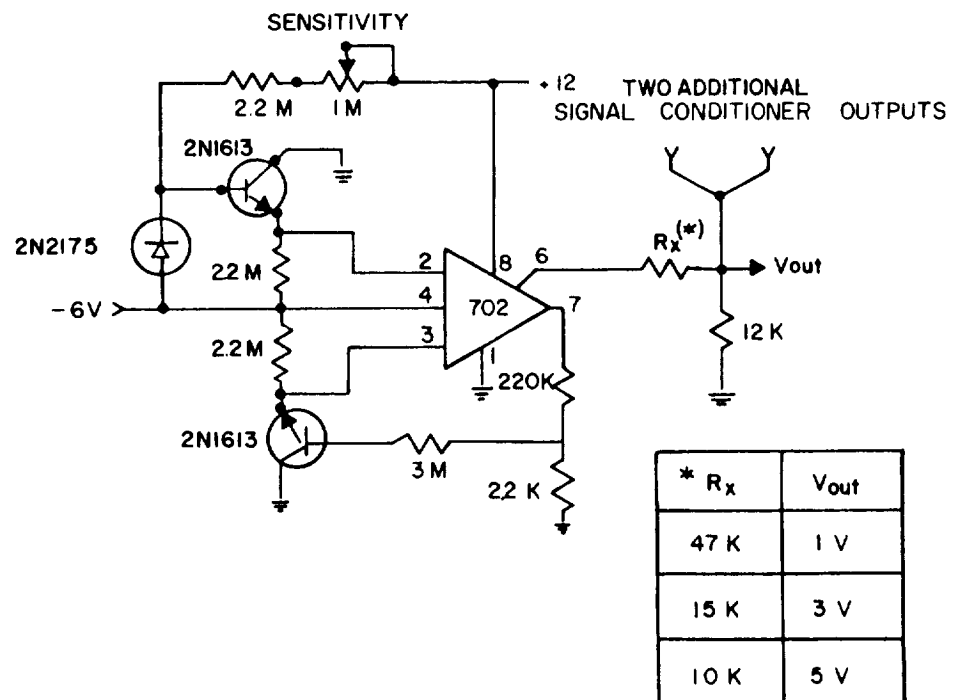 SENSITIVITY
2.2 M
1 M
+12
TWO ADDITIONAL
SIGNAL CONDITIONER OUTPUTS
2N1613
2N2175
Rx(*)
2
8
6
Vout
2.2 M
4
702
7
-6V
2.2 M
3
1
12 K
220K
2N1613
3 M
2.2 K
* Rx Vout
47 K 1 V
15 K 3 V
10 K 5 V